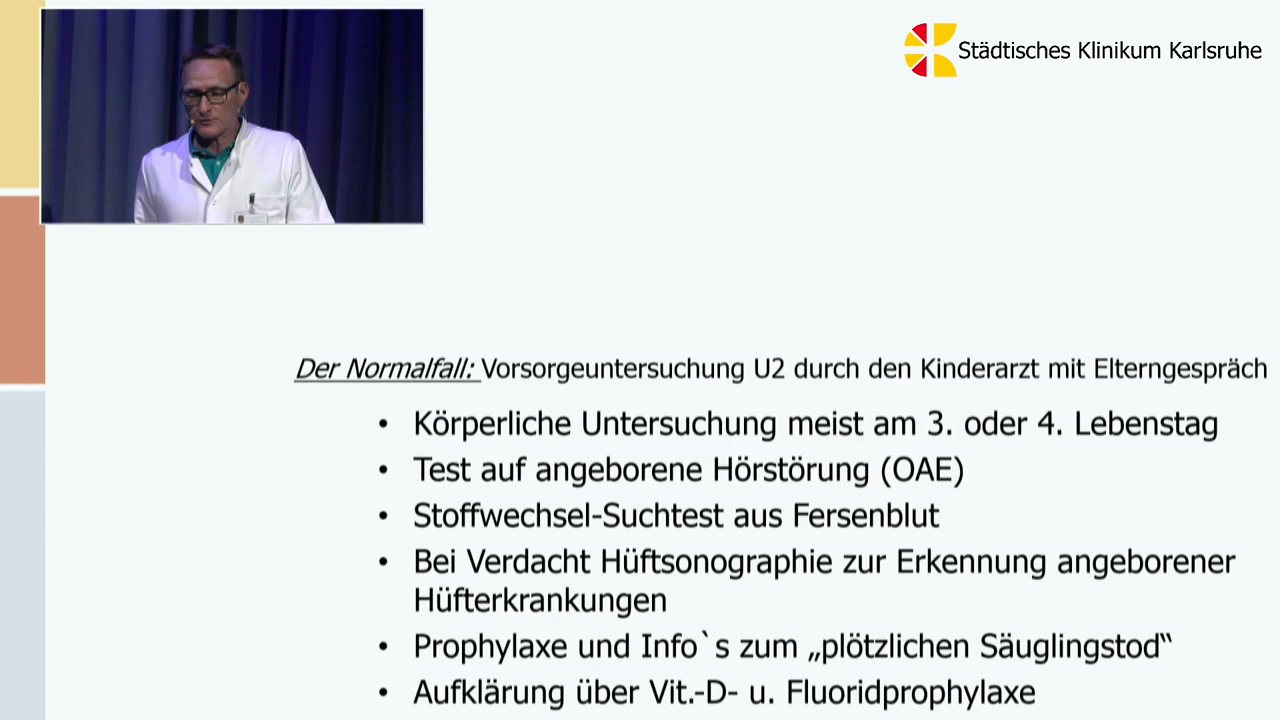 Städtisches Klinikum Karlsruhe
Der Normalfall: Vorsorgeuntersuchung U2 durch den Kinderarzt mit Elterngespräch
• Körperliche Untersuchung meist am 3. oder 4. Lebenstag
• Test auf angeborene Hörstörung (OAE)
• Stoffwechsel-Suchtest aus Fersenblut
• Bei Verdacht Hüftsonographie zur Erkennung angeborener
Hüfterkrankungen
• Prophylaxe und Info`s zum „plötzlichen Säuglingstod“
• Aufklärung über Vit.-D- u. Fluoridprophylaxe